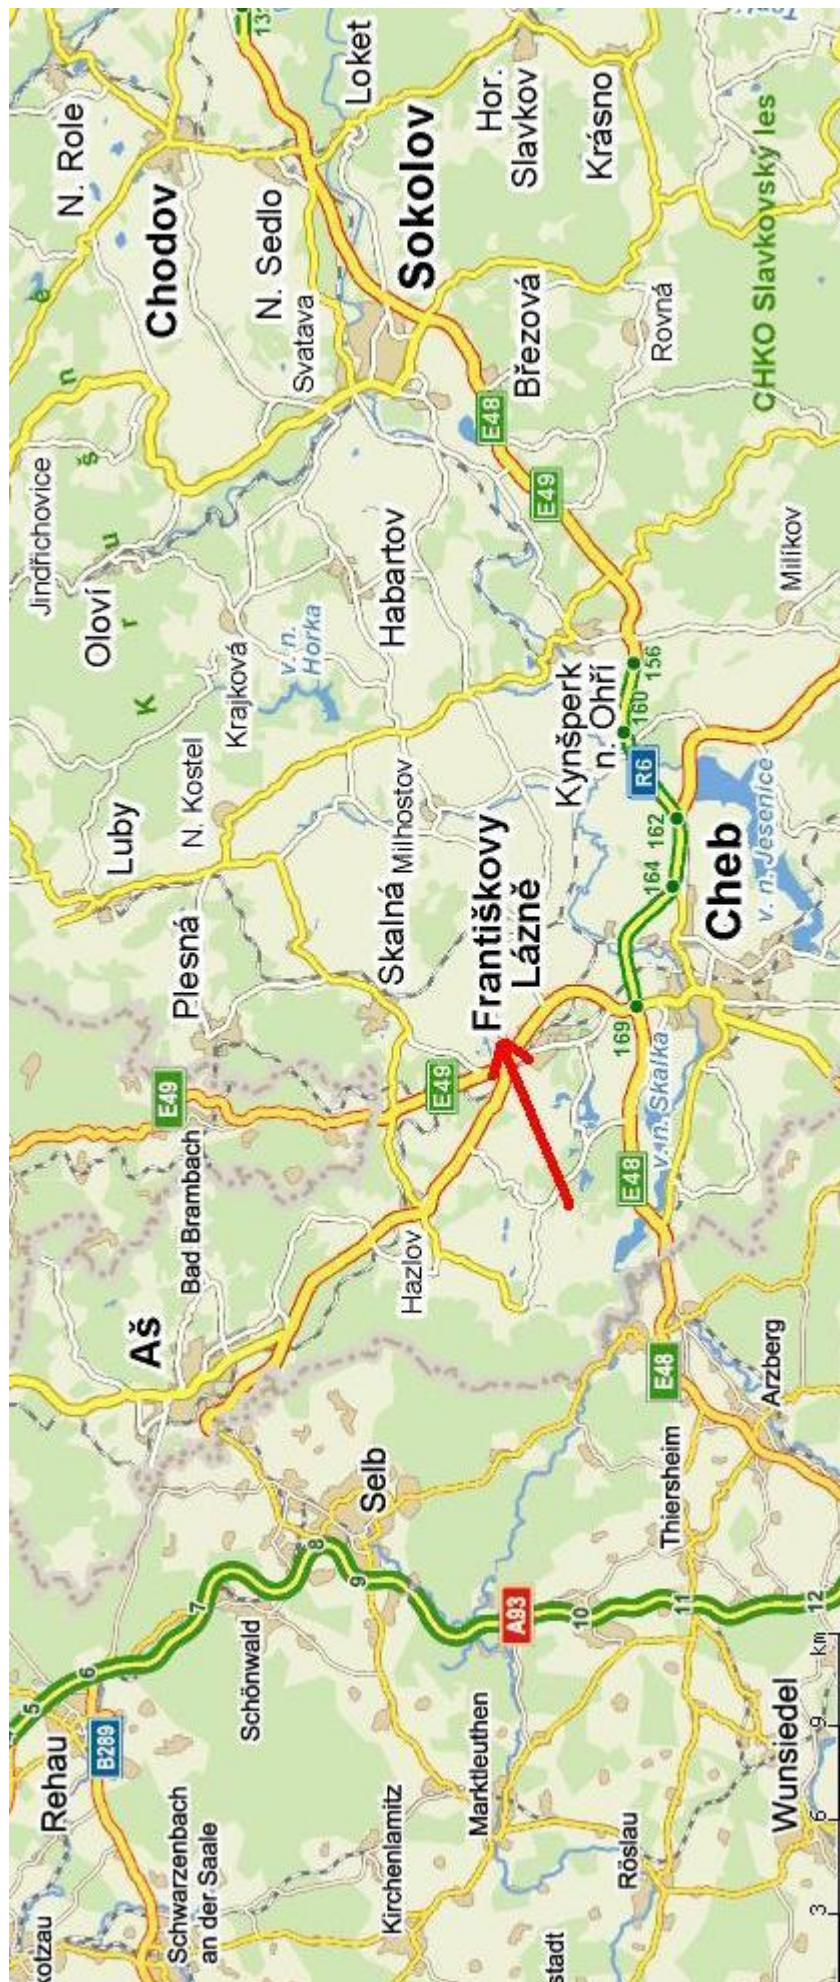 kotzau
Rehau
5
Jindřichovice
é
N. Role
n
š
6
B289
Oloví
u
Luby
r
Aš
K
Chodov
E49
Plesná
Schwarzenbach
an der Saale
Bad Brambach
N. Kostel
7
Krajková
Schönwald
N. Sedlo
v. n.
Horka
Svatava
8
9
Selb
Loket
Kirchenlamitz
Hazlov
Skalná
Milhostov
Habartov
Sokolov
E49
Marktleuthen
A93
Františkovy
Lázně
E48
Březová
Hor.
Slavkov
stadt
10
Kynšperk
n. Ohří
E49
Krásno
Röslau
E48
169
R6
160
156
Thiersheim
E48
v. n. Skalka
164
162
Rovná
11
Cheb
Arzberg
v. n. Jesenice
Milíkov
CHKO Slavkovský les
Wunsiedel
12
3
6
9
km